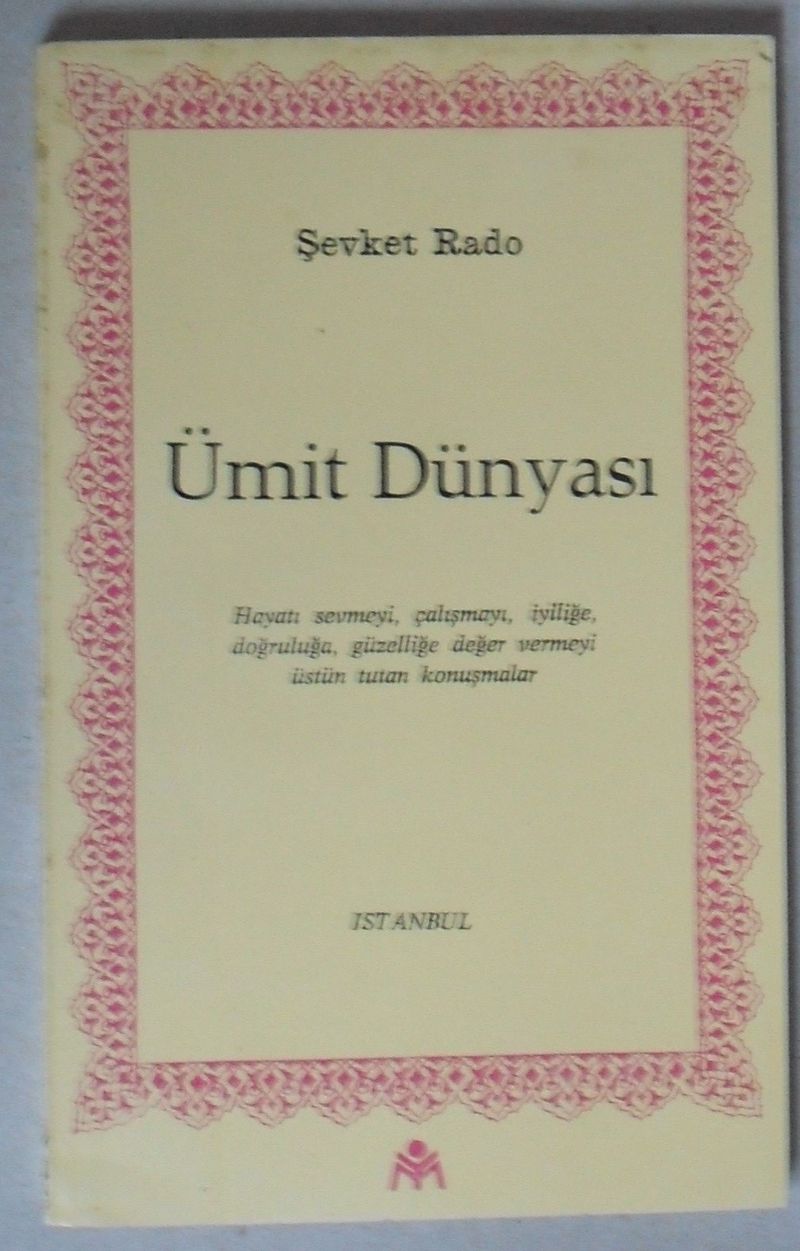 Şevket Rado
Ümit Dünyası
Hayatı sevmeyi, çalışmayı, iyiliğe,
doğruluğa, güzelliğe değer vermeyi
üstün tutan konuşmalar
ISTANBUL